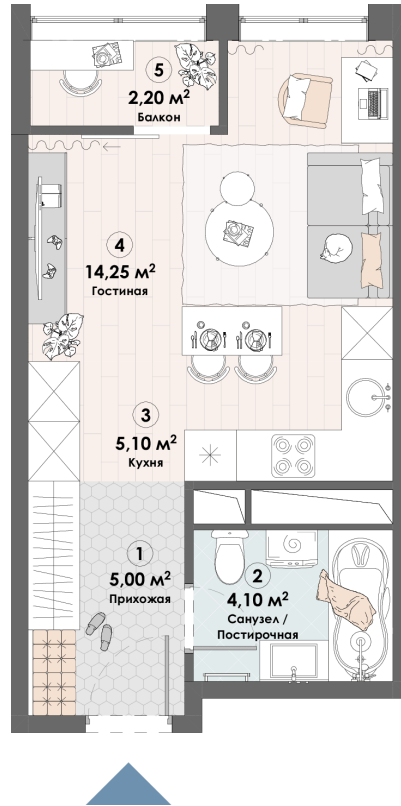 5
2,20 м²
Балкон
4
14,25 м²
Гостиная
3
5,10 м²
Кухня
1
5,00 м²
Прихожая
2
4,10 м²
Санузел /
Постирочная